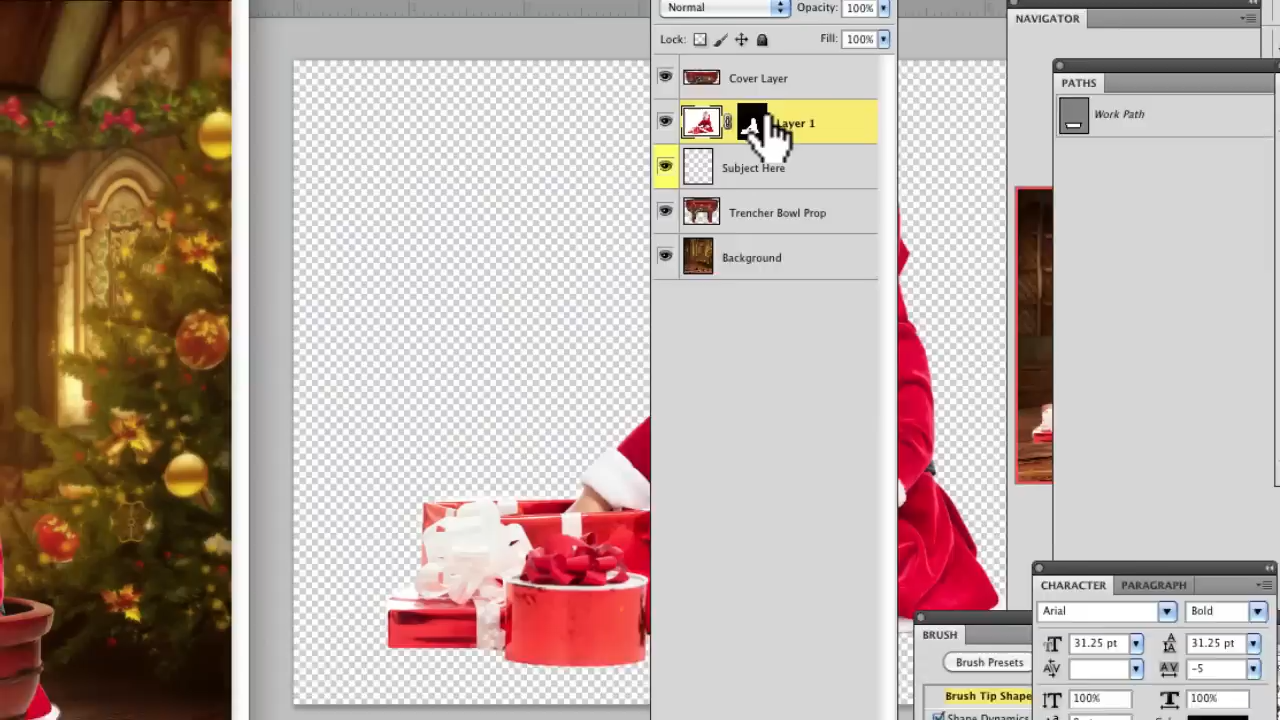 Normal Opacity: 100%
Lock: Fill: 100%
Cover Layer
Layer 1
Subject Here
Trencher Bowl Prop
Background
NAVIGATOR
PATHS
Work Path
CHARACTER PARAGRAPH
Arial Bold
31.25 pt 31.25 pt
-5
100% 100%
BRUSH
Brush Presets
Brush Tip Shape
Shape Dynamics